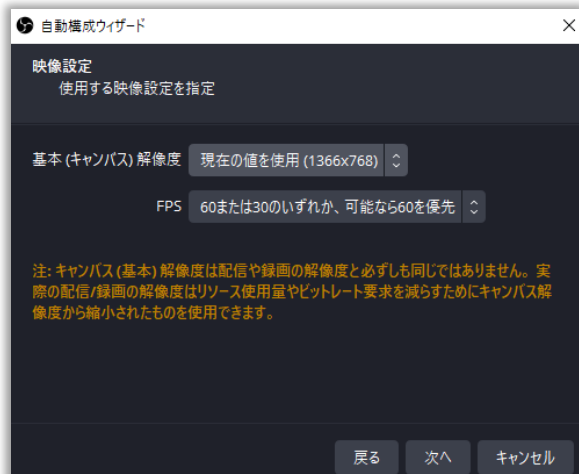 自動構成ウィザード
映像設定
使用する映像設定を指定
基本 (キャンバス) 解像度 現在の値を使用 (1366x768)
FPS 60または30のいずれか、可能なら60を優先
注: キャンバス (基本) 解像度は配信や録画の解像度と必ずしも同じではありません。実
際の配信/録画の解像度はリソース使用量やビットレート要求を減らすためにキャンバス解
像度から縮小されたものを使用できます。
戻る 次へ キャンセル